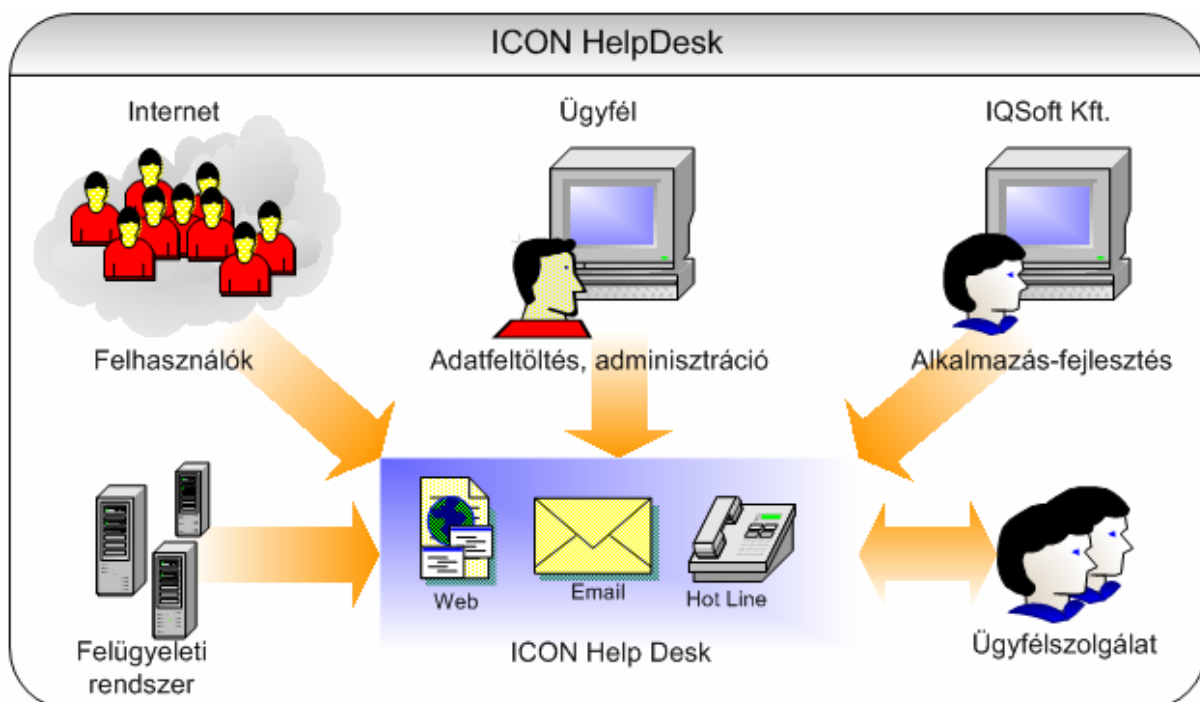 ICON HelpDesk
Internet
Ügyfél
IQSoft Kft.
Felhasználók
Adatfeltöltés, adminisztráció
Alkalmazás-fejlesztés
Web
Email
Hot Line
ICON Help Desk
Felügyeleti
rendszer
Ügyfélszolgálat